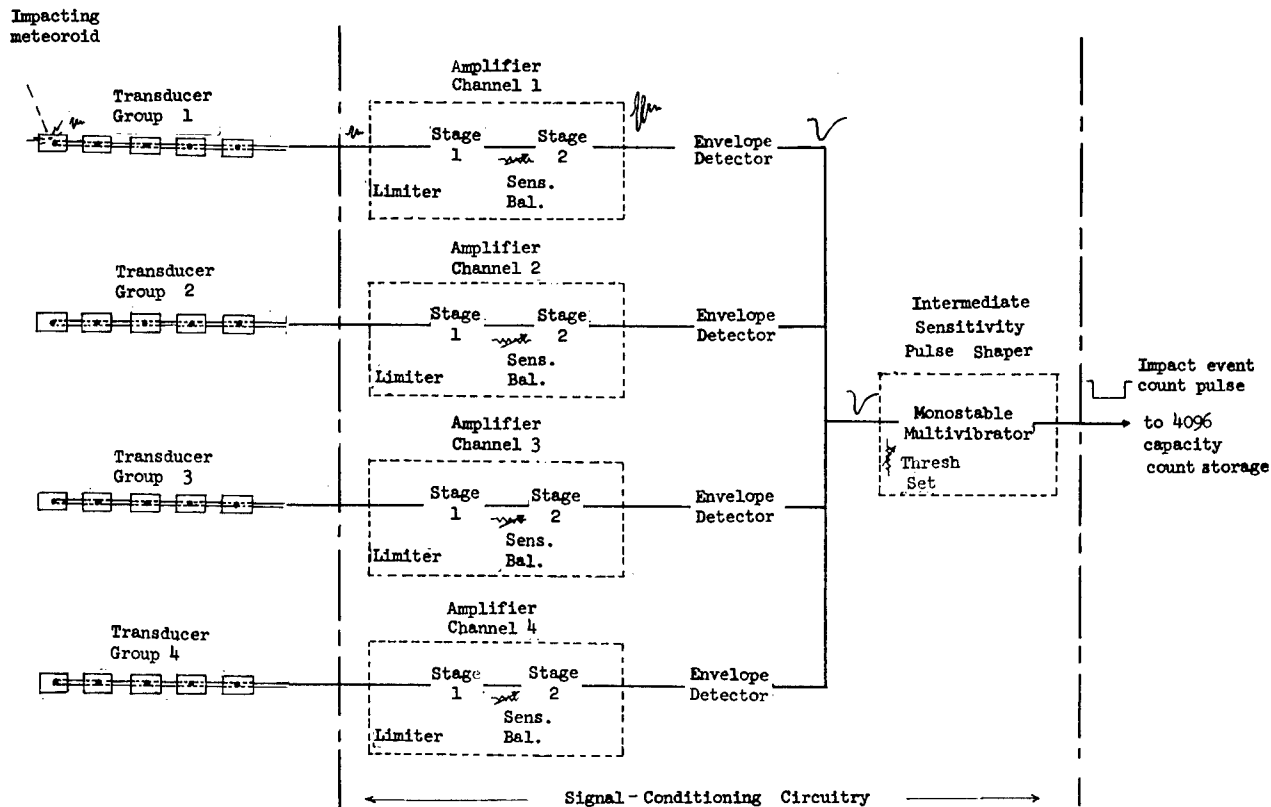 Impacting
meteoroid
Transducer
Group 1
Amplifier
Channel 1
Stage
1
Stage
2
Sens.
Bal.
Limiter
Envelope
Detector
Transducer
Group 2
Amplifier
Channel 2
Stage
1
Stage
2
Sens.
Bal.
Limiter
Envelope
Detector
Intermediate
Sensitivity
Pulse Shaper
Monostable
Multivibrator
Thresh
Set
Impact event
count pulse
to 4096
capacity
count storage
Transducer
Group 3
Amplifier
Channel 3
Stage
1
Stage
2
Sens.
Bal.
Limiter
Envelope
Detector
Transducer
Group 4
Amplifier
Channel 4
Stage
1
Stage
2
Sens.
Bal.
Limiter
Envelope
Detector
Signal-Conditioning Circuitry